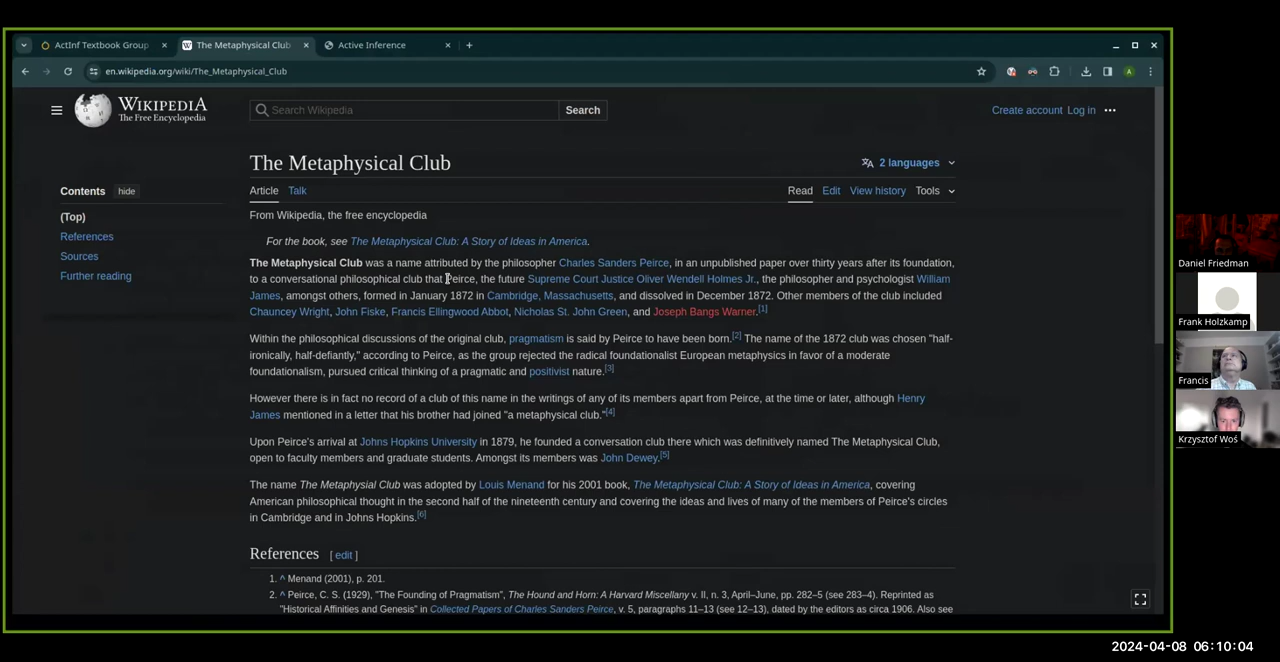 ActInf Textbook Group
The Metaphysical Club
Active Inference
en.wikipedia.org/wiki/The_Metaphysical_Club
A
WIKIPEDIA
The Free Encyclopedia
Search Wikipedia
Search
Create account Log in
The Metaphysical Club
2 languages
Contents hide
Article Talk
Read Edit View history Tools
(Top)
References
Sources
Further reading
From Wikipedia, the free encyclopedia
For the book, see The Metaphysical Club: A Story of Ideas in America.
The Metaphysical Club was a name attributed by the philosopher Charles Sanders Peirce, in an unpublished paper over thirty years after its foundation,
to a conversational philosophical club that Peirce, the future Supreme Court Justice Oliver Wendell Holmes Jr., the philosopher and psychologist William
James, amongst others, formed in January 1872 in Cambridge, Massachusetts, and dissolved in December 1872. Other members of the club included
Chauncey Wright, John Fiske, Francis Ellingwood Abbot, Nicholas St. John Green, and Joseph Bangs Warner.[1]
Within the philosophical discussions of the original club, pragmatism is said by Peirce to have been born.[2] The name of the 1872 club was chosen "half-
ironically, half-defiantly," according to Peirce, as the group rejected the radical foundationalist European metaphysics in favor of a moderate
foundationalism, pursued critical thinking of a pragmatic and positivist nature.[3]
However there is in fact no record of a club of this name in the writings of any of its members apart from Peirce, at the time or later, although Henry
James mentioned in a letter that his brother had joined "a metaphysical club."[4]
Upon Peirce's arrival at Johns Hopkins University in 1879, he founded a conversation club there which was definitively named The Metaphysical Club,
open to faculty members and graduate students. Amongst its members was John Dewey.[5]
The name The Metaphysial Club was adopted by Louis Menand for his 2001 book, The Metaphysical Club: A Story of Ideas in America, covering
American philosophical thought in the second half of the nineteenth century and covering the ideas and lives of many of the members of Peirce's circles
in Cambridge and in Johns Hopkins.[6]
References [ edit ]
1. ^ Menand (2001), p. 201.
2. ^ Peirce, C. S. (1929), "The Founding of Pragmatism", The Hound and Horn: A Harvard Miscellany v. II, n. 3, April–June, pp. 282–5 (see 283–4). Reprinted as
"Historical Affinities and Genesis" in Collected Papers of Charles Sanders Peirce, v. 5, paragraphs 11–13 (see 12–13), dated by the editors as circa 1906. Also see
Daniel Friedman
Frank Holzkamp
Francis
Krzysztof Woś
2024-04-08 06:10:04